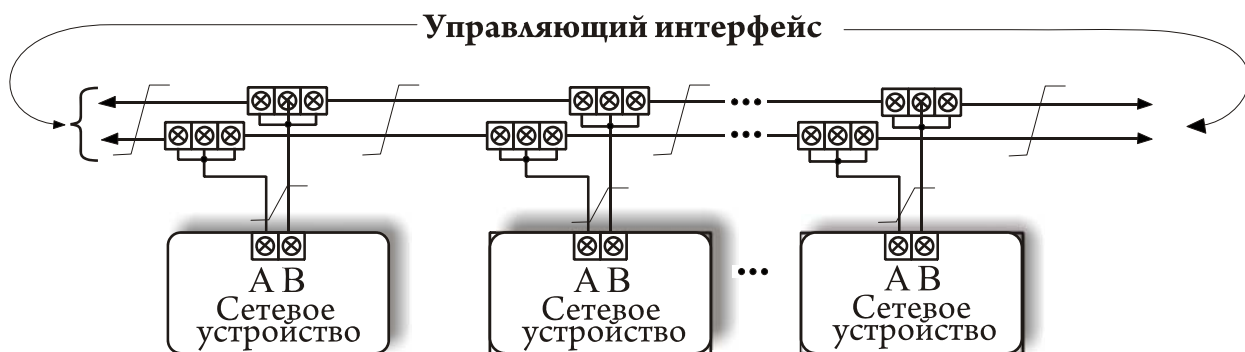 Управляющий интерфейс
А В
Сетевое
устройство
А В
Сетевое
устройство
А В
Сетевое
устройство